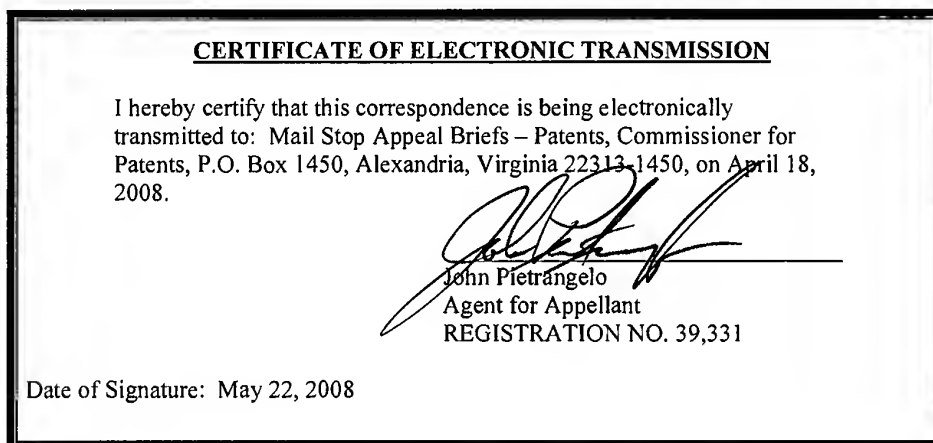 CERTIFICATE OF ELECTRONIC TRANSMISSION
I hereby certify that this correspondence is being electronically
transmitted to: Mail Stop Appeal Briefs – Patents, Commissioner for
Patents, P.O. Box 1450, Alexandria, Virginia 22313-1450, on April 18,
2008.
John Pietrangelo
Agent for Appellant
REGISTRATION NO. 39,331
Date of Signature: May 22, 2008